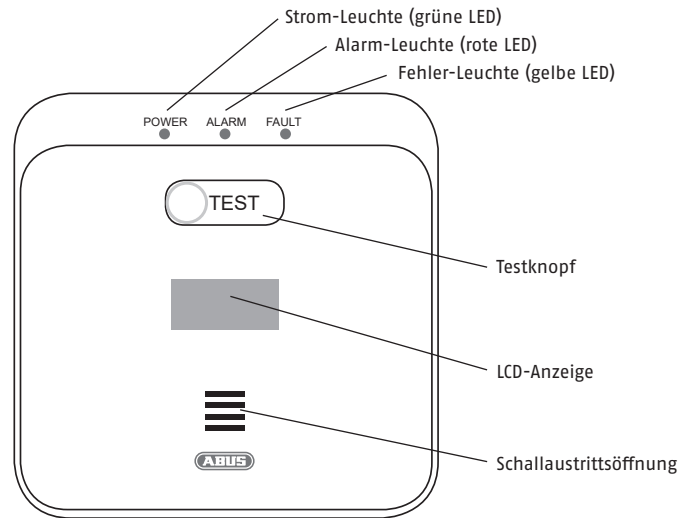 Strom-Leuchte (grüne LED)
Alarm-Leuchte (rote LED)
Fehler-Leuchte (gelbe LED)
POWER ALARM FAULT
TEST
Testknopf
LCD-Anzeige
Schallaustrittsöffnung
ABUS